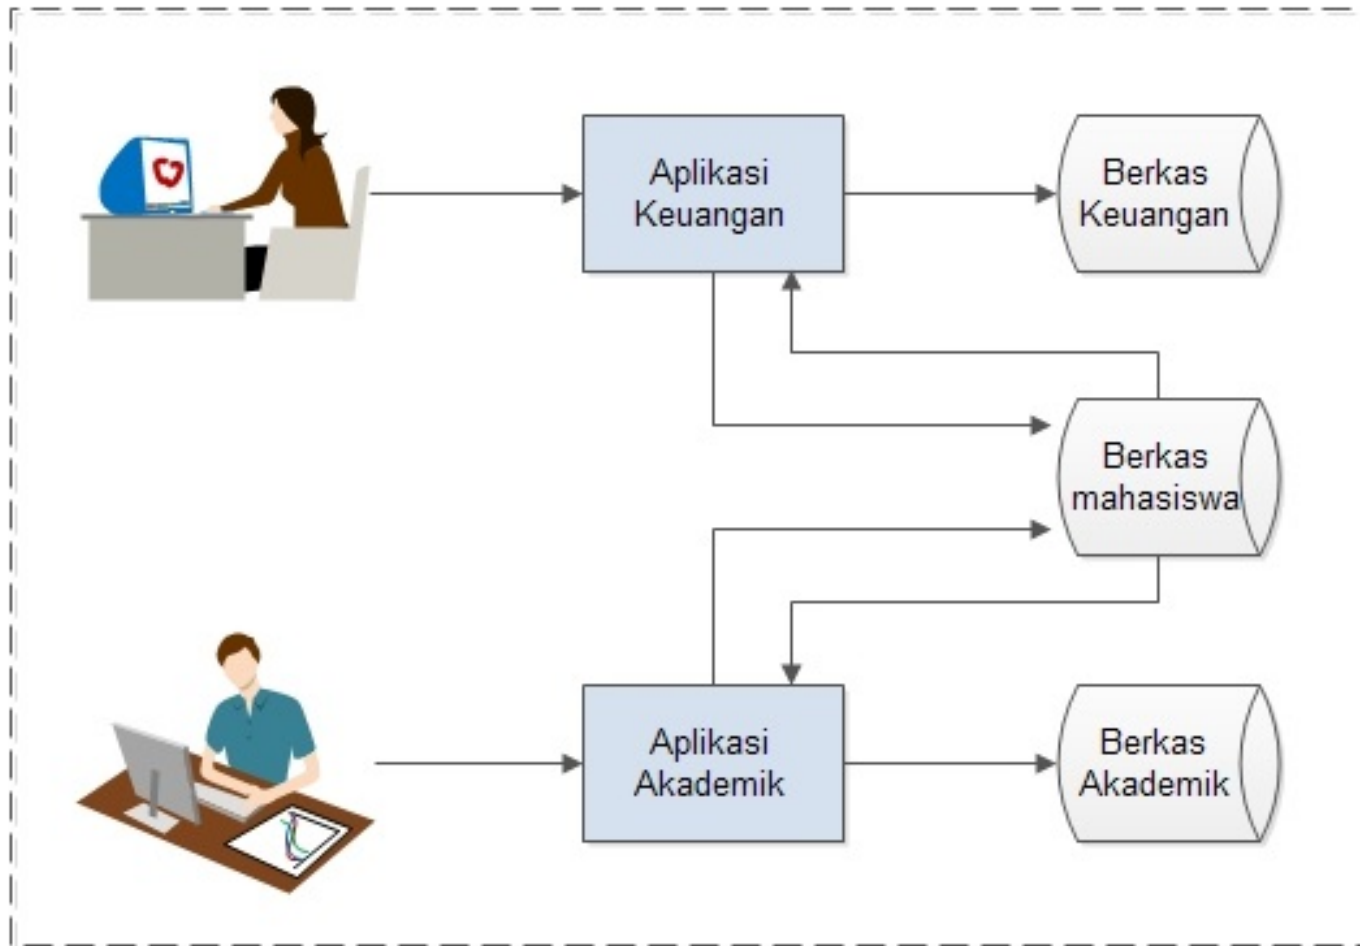 Aplikasi
Keuangan
Berkas
Keuangan
Berkas
mahasiswa
Aplikasi
Akademik
Berkas
Akademik